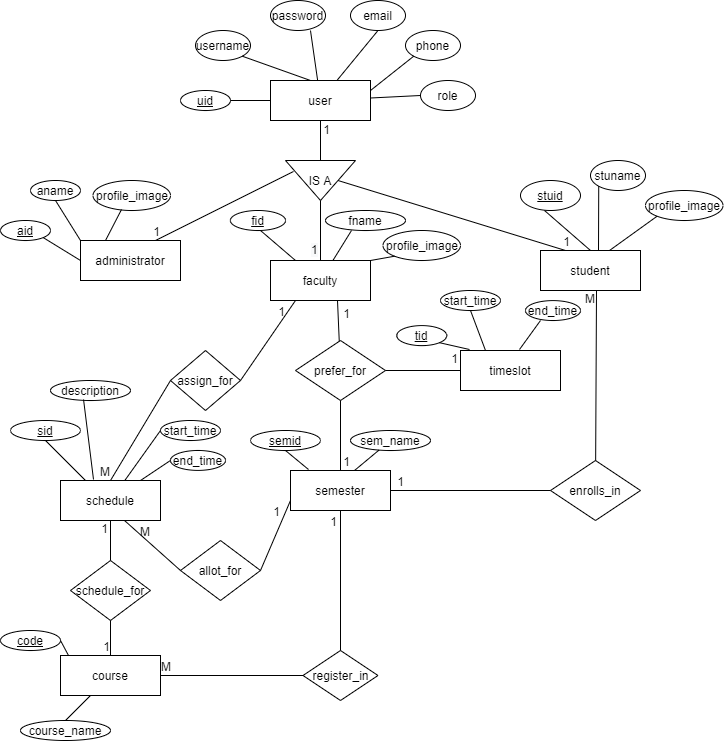 password
email
username
phone
uid
user
role
1
IS A
aname
profile_image
aid
1
administrator
fid
fname
profile_image
1
faculty
stuid
stuname
profile_image
1
student
1
1
M
start_time
end_time
tid
1
timeslot
assign_for
prefer_for
description
sid
start_time
end_time
M
schedule
semid
sem_name
1
semester
1
enrolls_in
1
M
1
1
allot_for
schedule_for
code
1
course
M
register_in
course_name